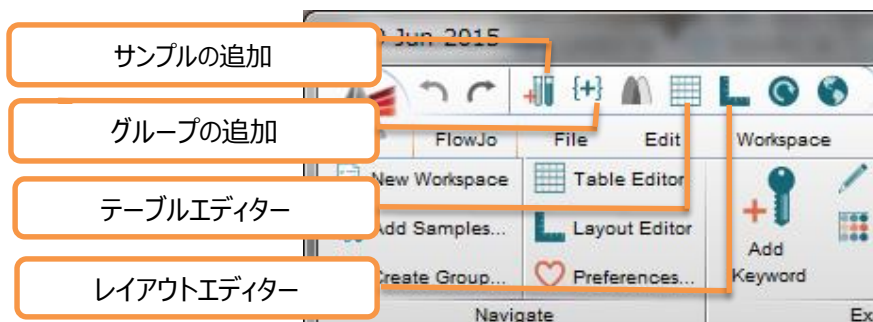 サンプルの追加
グループの追加
テーブルエディター
レイアウトエディター
Jun-2015
FlowJo File Edit Workspace
New Workspace
Add Samples...
Create Group...
Table Editor
Layout Editor
Preferences...
Navigate
Add
Keyword
Ex